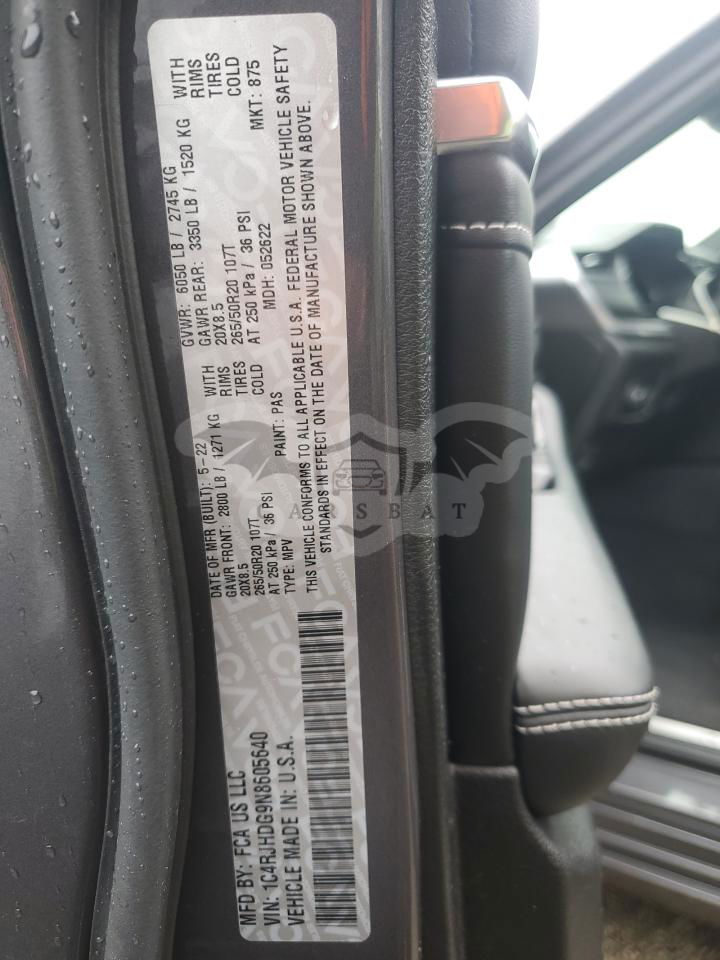 MFD BY: FCA US LLC
DATE OF MFR (BUILT): 5-22
GVWR: 6050 LB / 2745 KG
GAWR FRONT: 2800 LB / 1271 KG WITH
GAWR REAR: 3350 LB / 1520 KG WITH
20X8.5 RIMS
20X8.5 RIMS
265/50R20 107T TIRES
265/50R20 107T TIRES
AT 250 kPa / 36 PSI COLD
AT 250 kPa / 36 PSI COLD
VIN: 1C4RJHDG9N8605640
TYPE: MPV
PAINT: PAS
MDH: 052622
MKT: 875
VEHICLE MADE IN: U.S.A.
THIS VEHICLE CONFORMS TO ALL APPLICABLE U.S.A. FEDERAL MOTOR VEHICLE SAFETY
STANDARDS IN EFFECT ON THE DATE OF MANUFACTURE SHOWN ABOVE.
CARSBAT